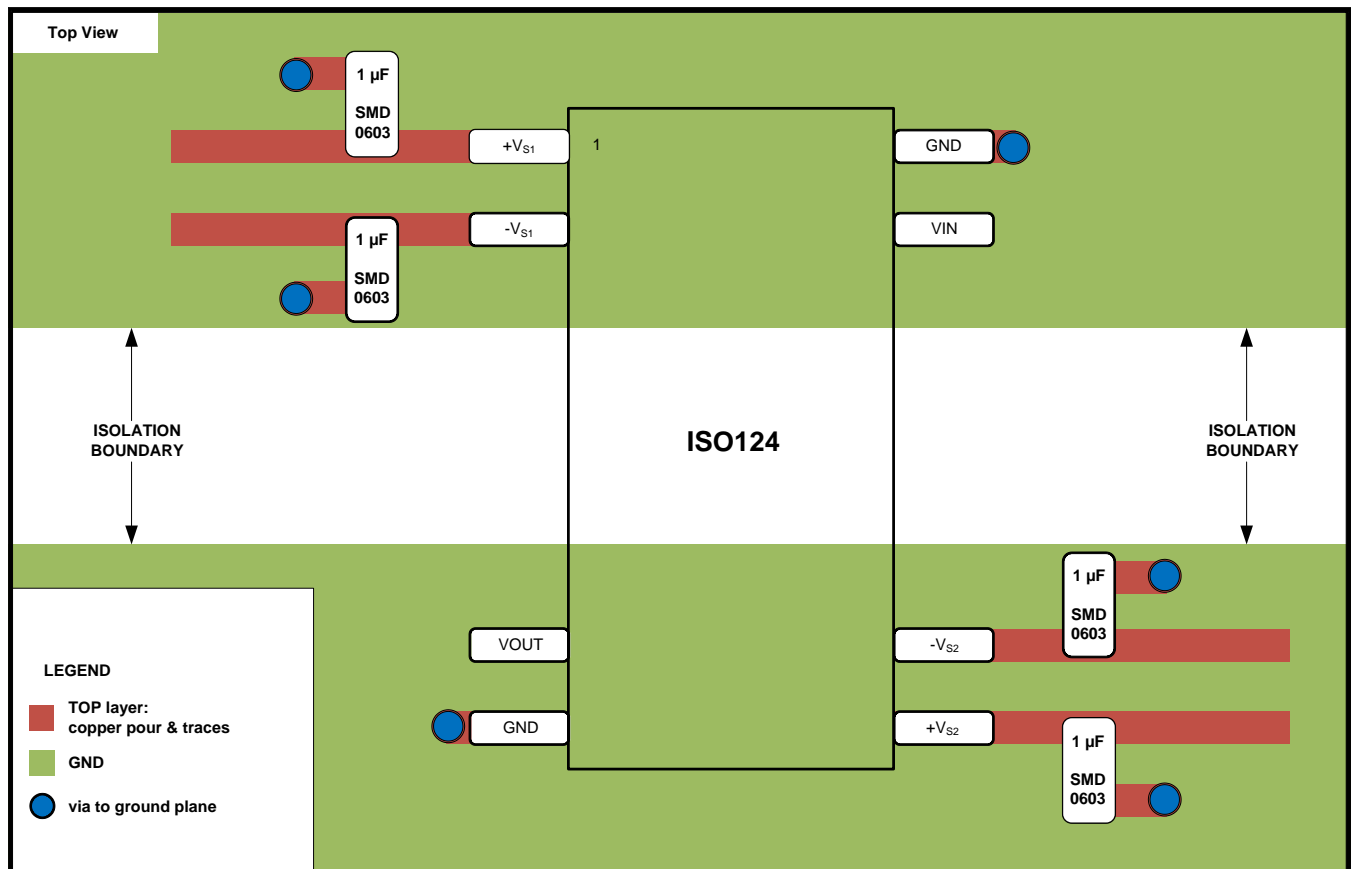 Top View
1 µF
SMD
0603
+VS1
1
GND
-VS1
VIN
1 µF
SMD
0603
ISOLATION
BOUNDARY
ISO124
ISOLATION
BOUNDARY
1 µF
SMD
0603
VOUT
-VS2
GND
+VS2
1 µF
SMD
0603
LEGEND
TOP layer:
copper pour & traces
GND
via to ground plane